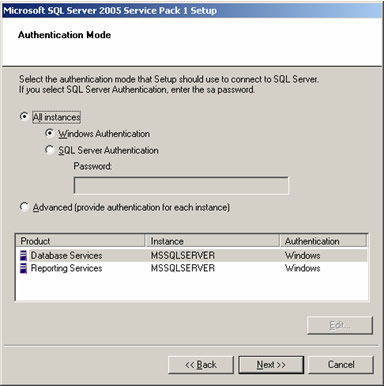 Microsoft SQL Server 2005 Service Pack 1 Setup
Authentication Mode
Select the authentication mode that Setup should use to connect to SQL Server.
If you select SQL Server Authentication, enter the sa password.
All instances
Windows Authentication
SQL Server Authentication
Password:
Advanced (provide authentication for each instance)
Product Instance Authentication
Database Services MSSQLSERVER Windows
Reporting Services MSSQLSERVER Windows
Edit...
<< Back Next >> Cancel